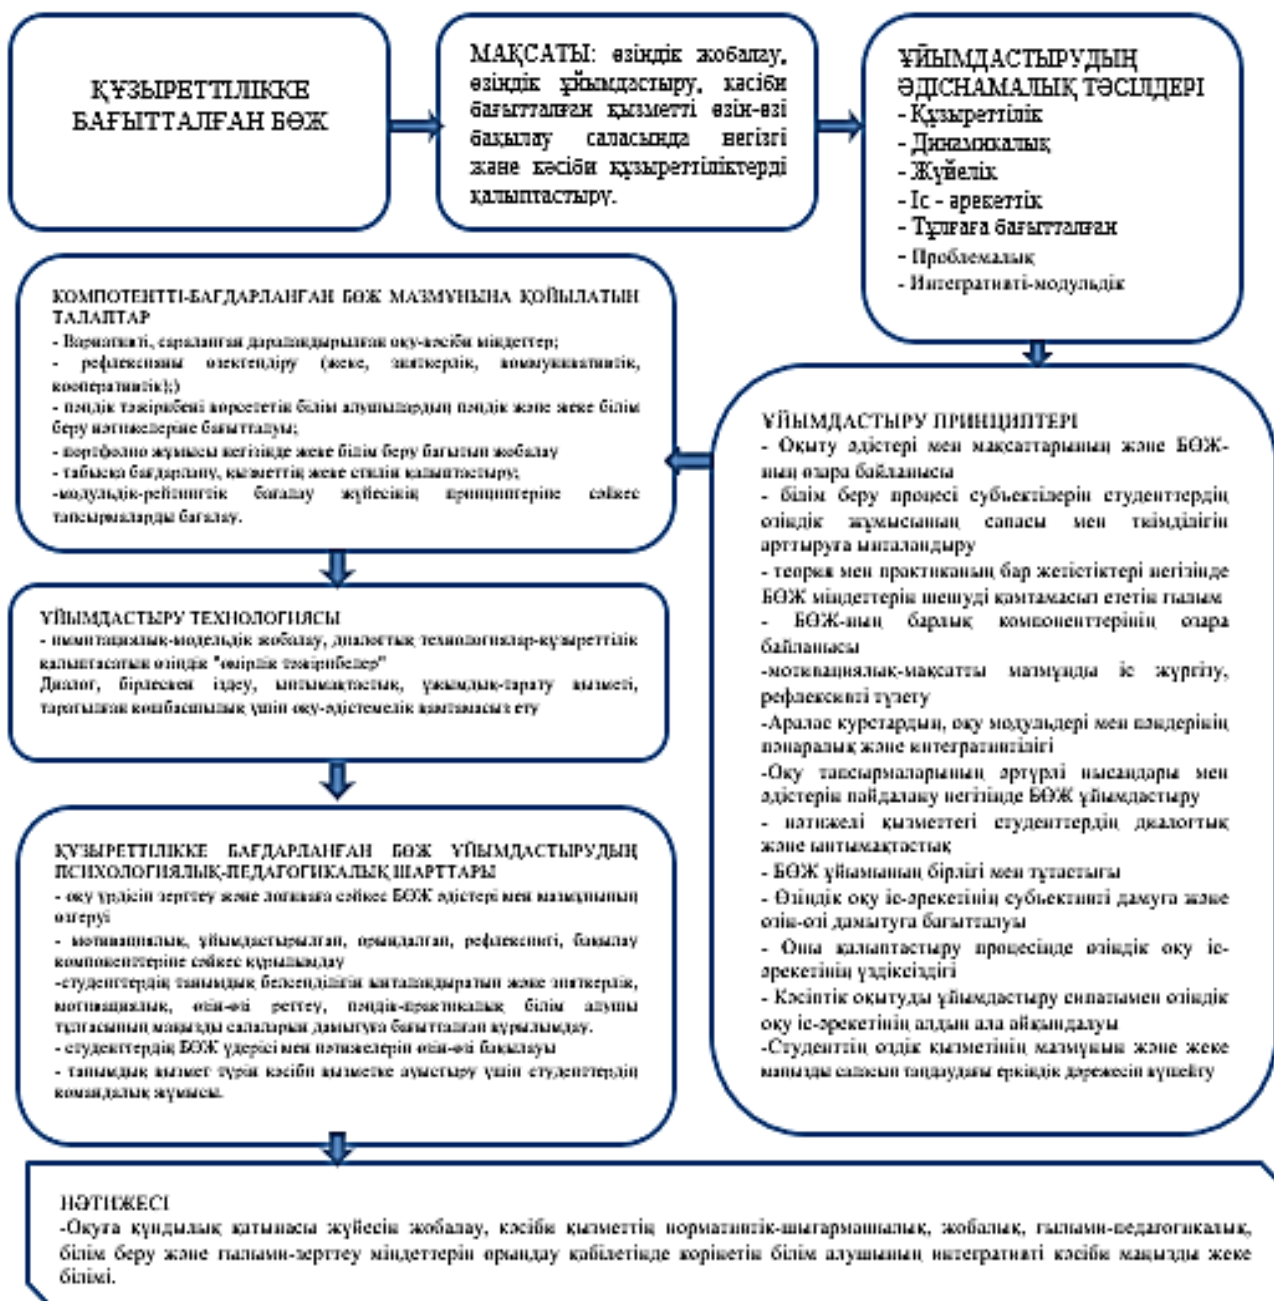 ҚҰЗЫРЕТТІЛІККЕ
БАҒЫТТАЛҒАН БӨЖ
МАҚСАТЫ: өзіндік жобалау,
өзіндік ұйымдастыру, кәсіби
бағытталған қызметті өзін-өзі
бақылау саласында негізгі
және кәсіби құзыреттіліктерді
қалыптастыру.
ҰЙЫМДАСТЫРУДЫҢ
ӘДІСНАМАЛЫҚ ТӘСІЛДЕРІ
- Құзыреттілік
- Динамикалық
- Жүйелік
- Іс - әрекеттік
- Тұлғаға бағытталған
- Проблемалық
- Интегративті-модульдік
ҰЙЫМДАСТЫРУ ПРИНЦИПТЕРІ
- Оқыту әдістері мен мақсаттарының және БӨЖ-
ның өзара байланысы
- білім беру процесі субъектілерін студенттердің
өзіндік жұмысының сапасы мен тиімділігін
арттыруға ынталандыру
- теория мен практиканың бар жетістіктері негізінде
БӨЖ міндеттерін шешуді қамтамасыз ететін ғылым
- БӨЖ-ның барлық компоненттерінің өзара
байланысы
-мотивациялық-мақсатты мазмұнды іс жүргізу,
рефлексивті түзету
-Аралас курстардың, оқу модульдері мен пәндерінің
пәнаралық және интегративтілігі
-Оқу тапсырмаларының әртүрлі нысандары мен
әдістерін пайдалану негізінде БӨЖ ұйымдастыру
- нәтижелі қызметтегі студенттердің диалогтық
және ынтымақтастық
- БӨЖ ұйымының бірлігі мен тұтастығы
- Өзіндік оқу іс-әрекетінің субъективті дамуға және
өзін-өзі дамытуға бағытталуы
- Оны қалыптастыру процесінде өзіндік оқу іс-
әрекетінің үздіксіздігі
- Кәсіптік оқытуды ұйымдастыру сипатымен өзіндік
оқу іс-әрекетінің алдын ала айқындалуы
-Студенттің өздік қызметінің мазмұнын және жеке
маңызды саласын таңдаудағы еркіндік дәрежесін күшейту
КОМПОТЕНТТІ-БАҒДАРЛАНҒАН БӨЖ МАЗМҰНЫНА ҚОЙЫЛАТЫН
ТАЛАПТАР
- Вариативті, сараланған дараландырылған оқу-кәсіби міндеттер;
- рефлексияны өзектендіру (жеке, зияткерлік, коммуникативтік,
кооперативтік);)
- пәндік тәжірибені көрсететін білім алушылардың пәндік және жеке білім
беру нәтижелеріне бағытталуы;
- портфолио жұмысы негізінде жеке білім беру бағытын жобалау
- табысқа бағдарлану, қызметтің жеке стилін қалыптастыру;
-модульдік-рейтингтік бағалау жүйесінің принциптеріне сәйкес
тапсырмаларды бағалау.
ҰЙЫМДАСТЫРУ ТЕХНОЛОГИЯСЫ
- иммитациялық-модельдік жобалау, диалогтық технологиялар-құзыреттілік
қалыптасатын өзіндік "өмірлік тәжірибелер"
Диалог, бірлескен іздеу, ынтымақтастық, ұжымдық-тарату қызметі,
таратылған көшбасшылық үшін оқу-әдістемелік қамтамасыз ету
ҚҰЗЫРЕТТІЛІККЕ БАҒДАРЛАНҒАН БӨЖ ҰЙЫМДАСТЫРУДЫҢ
ПСИХОЛОГИЯЛЫҚ-ПЕДАГОГИКАЛЫҚ ШАРТТАРЫ
- оқу үрдісін зерттеу және логикаға сәйкес БӨЖ әдістері мен мазмұнының
өзгеруі
- мотивациялық, ұйымдастырылған, орындалған, рефлексивті, бақылау
компоненттеріне сәйкес құрылымдау
-студенттердің танымдық белсенділігін ынталандыратын және зияткерлік,
мотивациялық, өзін-өзі реттеу, пәндік-практикалық білім алушы
тұлғасының маңызды салаларын дамытуға бағытталған құрылымдау.
- студенттердің БӨЖ үдерісі мен нәтижелерін өзін-өзі бақылауы
- танымдық қызмет түрін кәсіби қызметке ауыстыру үшін студенттердің
командалық жұмысы.
НӘТИЖЕСІ
-Оқуға құндылық қатынасы жүйесін жобалау, кәсіби қызметтің нормативтік-шығармашылық, жобалық, ғылыми-педагогикалық,
білім беру және ғылыми-зерттеу міндеттерін орындау қабілетінде көрінетін білім алушының интегративті кәсіби маңызды жеке
білімі.